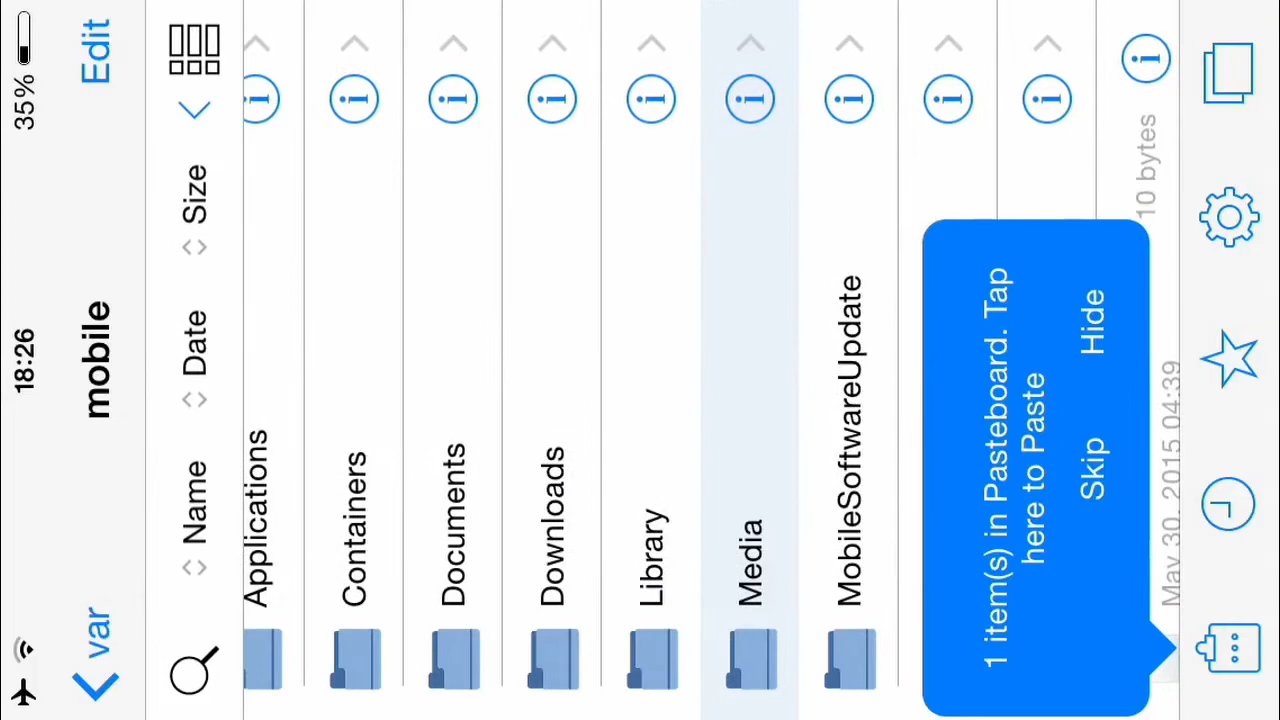 18:26
35%
var
mobile
Edit
Name
Date
Size
Applications
Containers
Documents
Downloads
Library
Media
MobileSoftwareUpdate
1 item(s) in Pasteboard. Tap
here to Paste
Skip
Hide
10 bytes
May 30, 2015 04:39